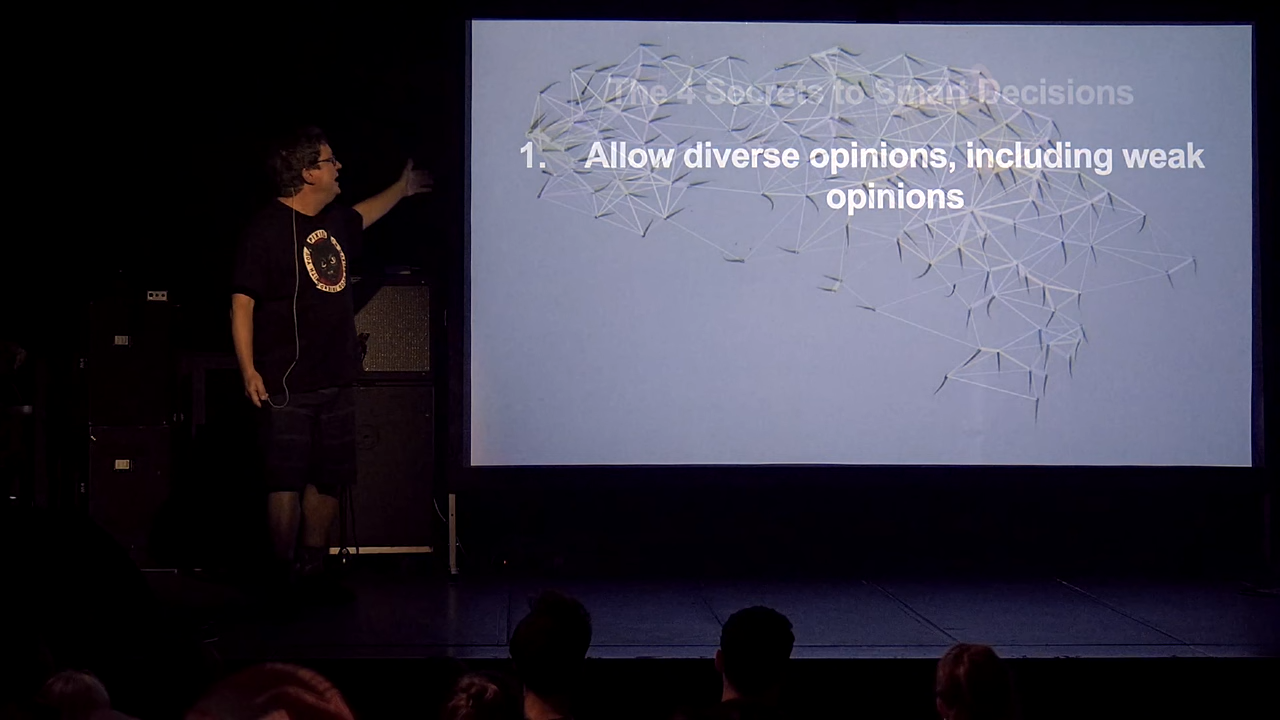 The 4 Secrets to Smart Decisions
1. Allow diverse opinions, including weak
opinions